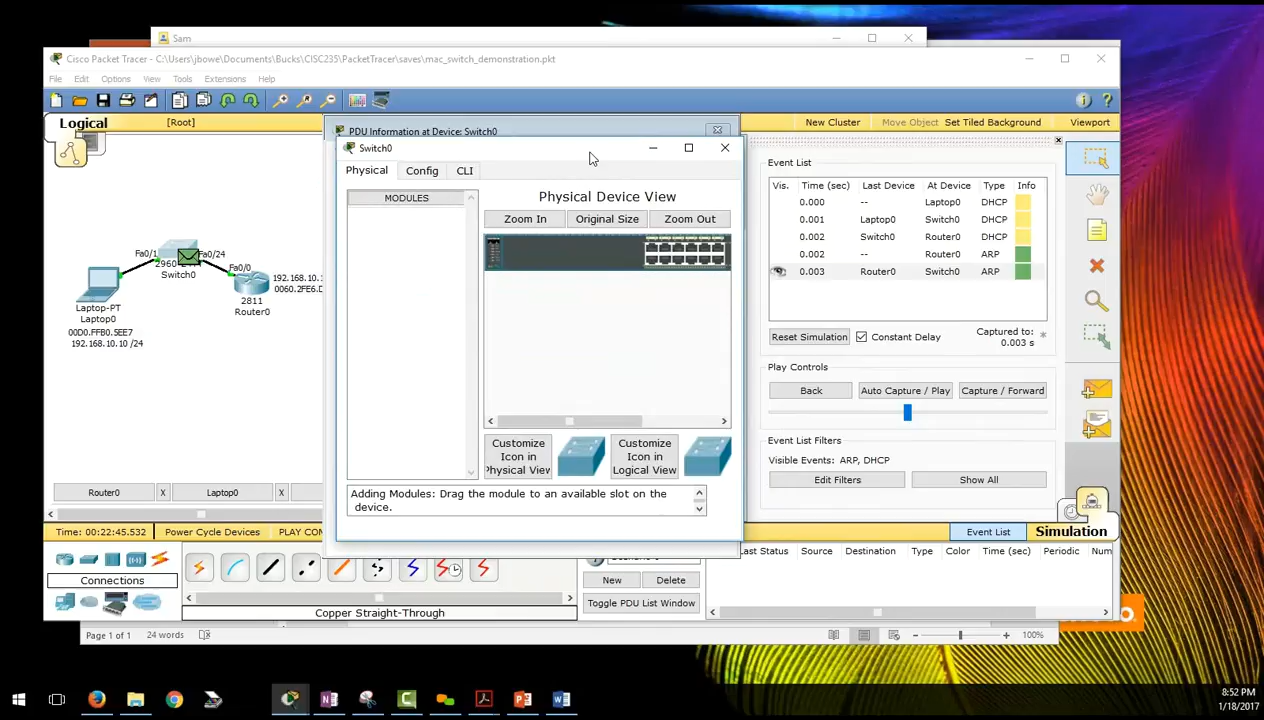 Sam
Cisco Packet Tracer - C:\Users\jbowe\Documents\Bucks\CISC235\PacketTracer\saves\mac_switch_demonstration.pkt
File Edit Options View Tools Extensions Help
Logical
[Root]
New Cluster
Move Object
Set Tiled Background
Viewport
PDU Information at Device: Switch0
Switch0
Physical Config CLI
MODULES
Physical Device View
Zoom In
Original Size
Zoom Out
Customize
Icon in
Physical View
Customize
Icon in
Logical View
Adding Modules: Drag the module to an available slot on the
device.
Fa0/1
Fa0/24
Switch0
Fa0/0
192.168.10.
0060.2FE6.D
2811
Router0
Laptop-PT
Laptop0
00D0.FFB0.5EE7
192.168.10.10 /24
Router0 X
Laptop0 X
Event List
Vis. Time (sec) Last Device At Device Type Info
0.000 -- Laptop0 DHCP
0.001 Laptop0 Switch0 DHCP
0.002 Switch0 Router0 DHCP
0.002 -- Router0 ARP
0.003 Router0 Switch0 ARP
Reset Simulation
Constant Delay
Captured to:
0.003 s
*
Play Controls
Back
Auto Capture / Play
Capture / Forward
Event List Filters
Visible Events: ARP, DHCP
Edit Filters
Show All
Time: 00:22:45.532
Power Cycle Devices
PLAY CON
Event List
Simulation
Connections
Copper Straight-Through
New
Delete
Toggle PDU List Window
Last Status Source Destination Type Color Time (sec) Periodic Num
Page 1 of 1
24 words
100%
8:52 PM
1/18/2017